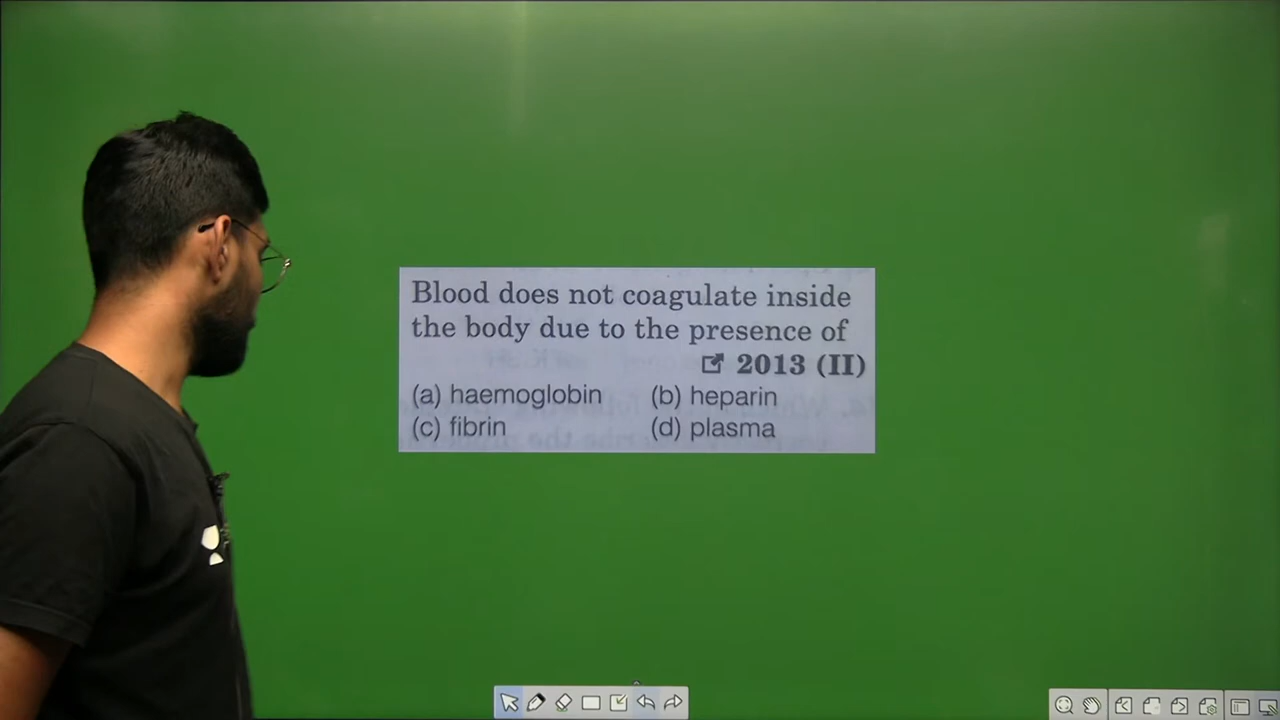 Blood does not coagulate inside
the body due to the presence of
2013 (II)
(a) haemoglobin (b) heparin
(c) fibrin (d) plasma